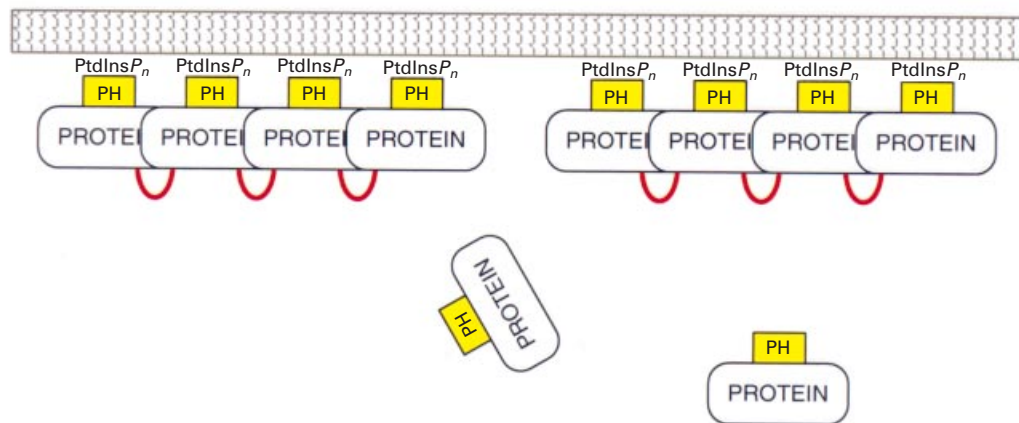 PtdInsPn PtdInsPn PtdInsPn PtdInsPn PtdInsPn PtdInsPn PtdInsPn PtdInsPn
PH PH PH PH PH PH PH PH
PROTEI PROTEI PROTEI PROTEIN PROTEI PROTEI PROTEI PROTEIN
PROTEIN
PH
PH
PROTEIN